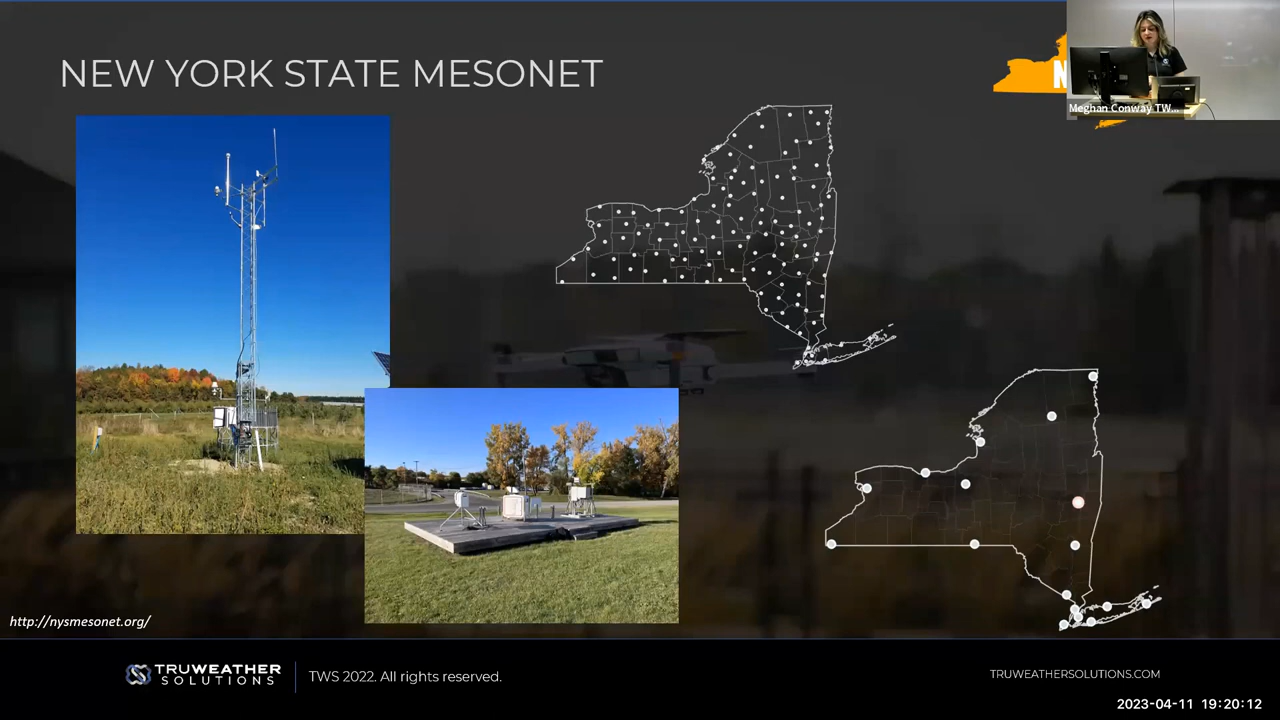 NEW YORK STATE MESONET
N
Meghan Conway TW...
http://nysmesonet.org/
TRUWEATHER
SOLUTIONS
TWS 2022. All rights reserved.
TRUWEATHERSOLUTIONS.COM
2023-04-11 19:20:12